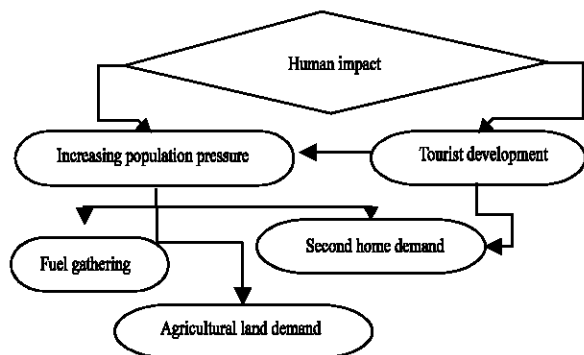 Human impact
Increasing population pressure
Tourist development
Second home demand
Fuel gathering
Agricultural land demand